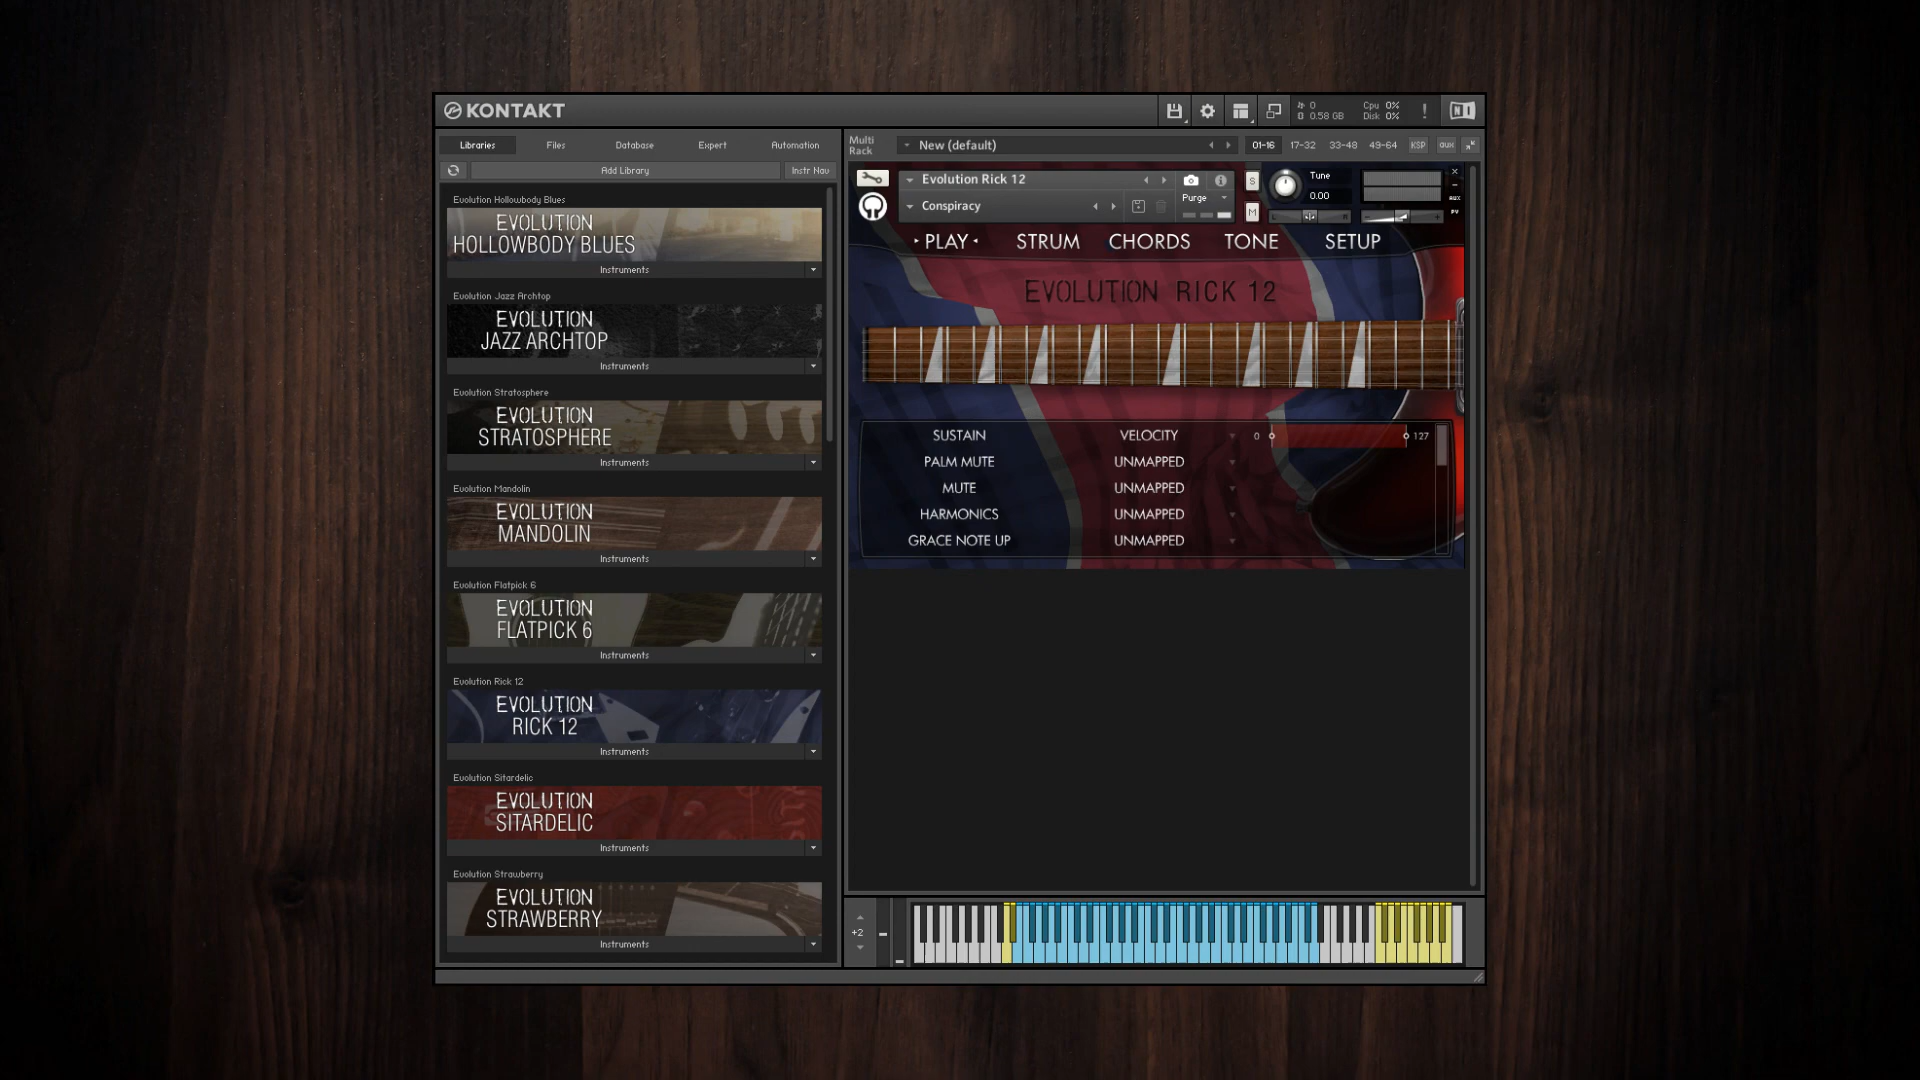 KONTAKT
0
0.58 GB
Cpu 0%
Disk 0%
!
NI
Libraries Files Database Expert Automation
Add Library Instr Nav
Evolution Hollowbody Blues
EVOLUTION
HOLLOWBODY BLUES
Instruments
Evolution Jazz Archtop
EVOLUTION
JAZZ ARCHTOP
Instruments
Evolution Stratosphere
EVOLUTION
STRATOSPHERE
Instruments
Evolution Mandolin
EVOLUTION
MANDOLIN
Instruments
Evolution Flatpick 6
EVOLUTION
FLATPICK 6
Instruments
Evolution Rick 12
EVOLUTION
RICK 12
Instruments
Evolution Sitardelic
EVOLUTION
SITARDELIC
Instruments
Evolution Strawberry
EVOLUTION
STRAWBERRY
Instruments
Multi
Rack
New (default)
01-16 17-32 33-48 49-64 KSP aux
Evolution Rick 12
Conspiracy
Purge
S
M
Tune
0.00
L R
- +
×
-
AUX
PV
PLAY STRUM CHORDS TONE SETUP
EVOLUTION RICK 12
SUSTAIN VELOCITY 0 127
PALM MUTE UNMAPPED
MUTE UNMAPPED
HARMONICS UNMAPPED
GRACE NOTE UP UNMAPPED
+2